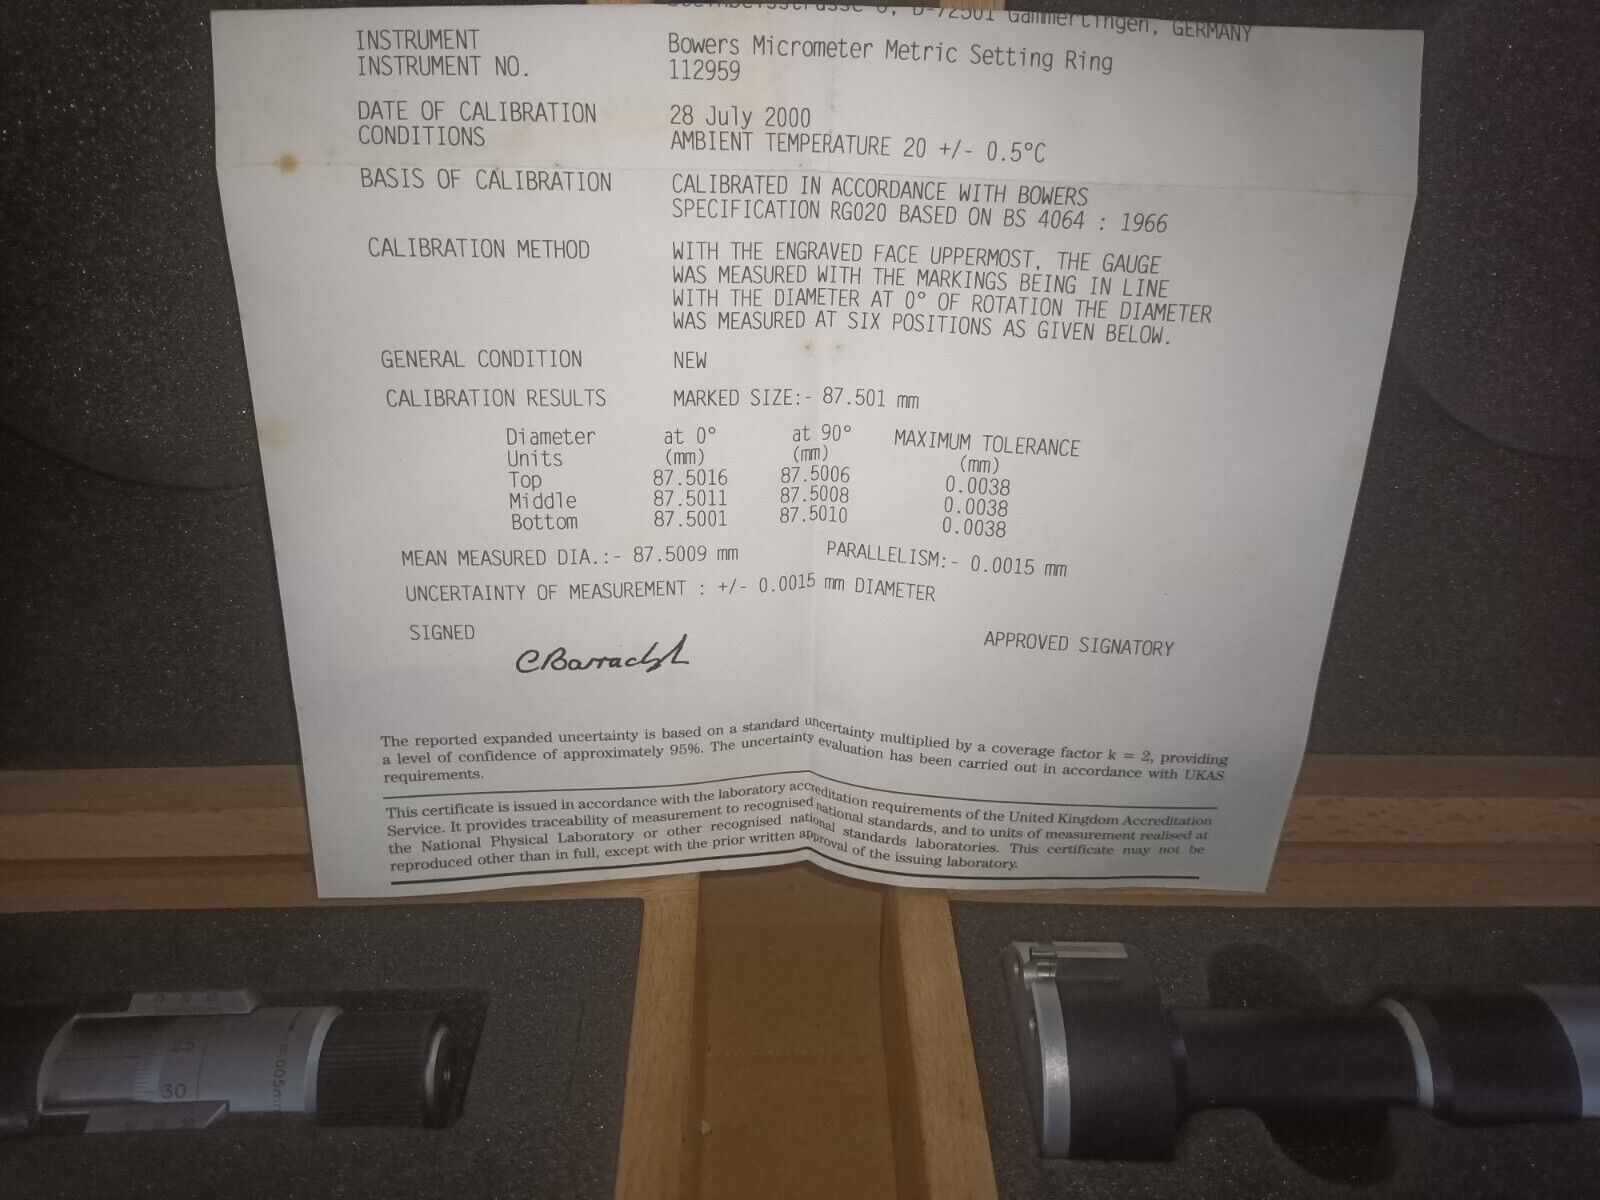 D-72501 Gammertingen, GERMANY
INSTRUMENT Bowers Micrometer Metric Setting Ring
INSTRUMENT NO. 112959
DATE OF CALIBRATION 28 July 2000
CONDITIONS AMBIENT TEMPERATURE 20 +/- 0.5°C
BASIS OF CALIBRATION CALIBRATED IN ACCORDANCE WITH BOWERS
SPECIFICATION RG020 BASED ON BS 4064 : 1966
CALIBRATION METHOD WITH THE ENGRAVED FACE UPPERMOST, THE GAUGE
WAS MEASURED WITH THE MARKINGS BEING IN LINE
WITH THE DIAMETER AT 0° OF ROTATION THE DIAMETER
WAS MEASURED AT SIX POSITIONS AS GIVEN BELOW.
GENERAL CONDITION NEW
CALIBRATION RESULTS MARKED SIZE:- 87.501 mm
Diameter at 0° at 90° MAXIMUM TOLERANCE
Units (mm) (mm) (mm)
Top 87.5016 87.5006 0.0038
Middle 87.5011 87.5008 0.0038
Bottom 87.5001 87.5010 0.0038
MEAN MEASURED DIA.:- 87.5009 mm PARALLELISM:- 0.0015 mm
UNCERTAINTY OF MEASUREMENT : +/- 0.0015 mm DIAMETER
SIGNED APPROVED SIGNATORY
The reported expanded uncertainty is based on a standard uncertainty multiplied by a coverage factor k = 2, providing
a level of confidence of approximately 95%. The uncertainty evaluation has been carried out in accordance with UKAS
requirements.
This certificate is issued in accordance with the laboratory accreditation requirements of the United Kingdom Accreditation
Service. It provides traceability of measurement to recognised national standards, and to units of measurement realised at
the National Physical Laboratory or other recognised national standards laboratories. This certificate may not be
reproduced other than in full, except with the prior written approval of the issuing laboratory.
25
30
.005m